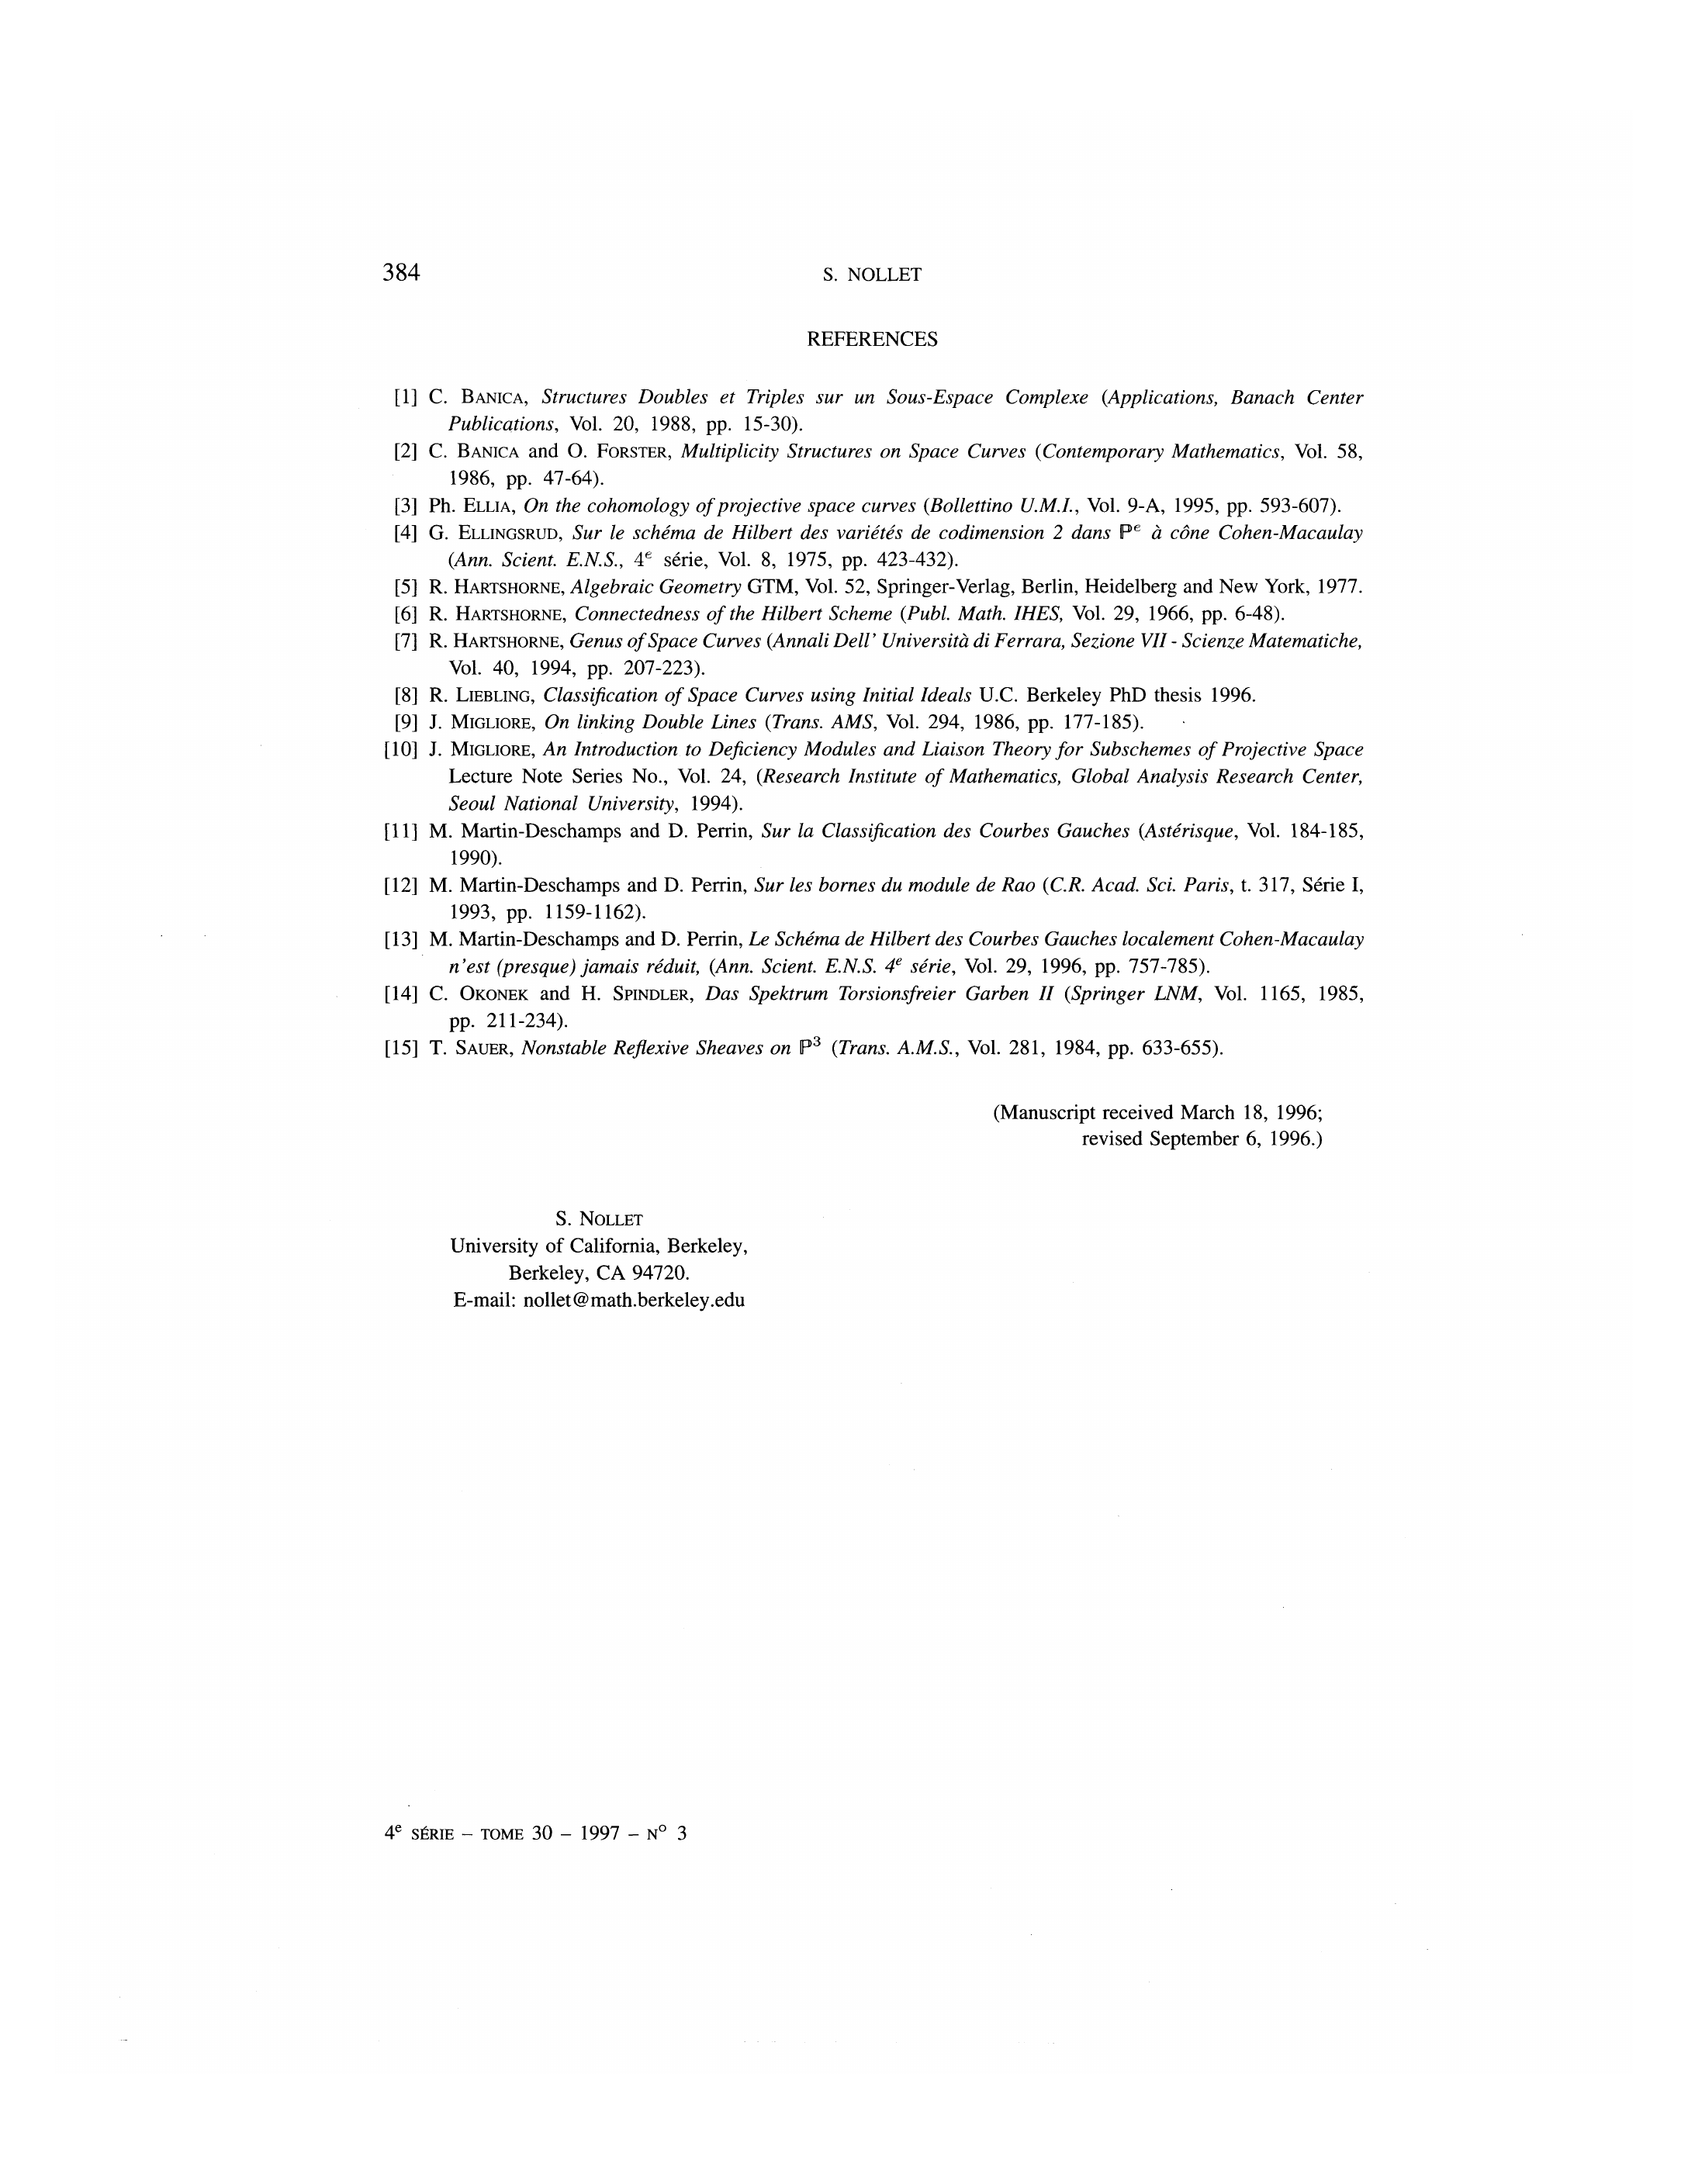 384
S. NOLLET
REFERENCES
[1] C. BANICA, Structures Doubles et Triples sur un Sous-Espace Complexe (Applications, Banach Center
Publications, Vol. 20, 1988, pp. 15-30).
[2] C. BANICA and O. FORSTER, Multiplicity Structures on Space Curves (Contemporary Mathematics, Vol. 58,
1986, pp. 47-64).
[3] Ph. ELLIA, On the cohomology of projective space curves (Bollettino U.M.I., Vol. 9-A, 1995, pp. 593-607).
[4] G. ELLINGSRUD, Sur le schéma de Hilbert des variétés de codimension 2 dans ℙᵉ à cône Cohen-Macaulay
(Ann. Scient. E.N.S., 4ᵉ série, Vol. 8, 1975, pp. 423-432).
[5] R. HARTSHORNE, Algebraic Geometry GTM, Vol. 52, Springer-Verlag, Berlin, Heidelberg and New York, 1977.
[6] R. HARTSHORNE, Connectedness of the Hilbert Scheme (Publ. Math. IHES, Vol. 29, 1966, pp. 6-48).
[7] R. HARTSHORNE, Genus of Space Curves (Annali Dell' Università di Ferrara, Sezione VII - Scienze Matematiche,
Vol. 40, 1994, pp. 207-223).
[8] R. LIEBLING, Classification of Space Curves using Initial Ideals U.C. Berkeley PhD thesis 1996.
[9] J. MIGLIORE, On linking Double Lines (Trans. AMS, Vol. 294, 1986, pp. 177-185).
[10] J. MIGLIORE, An Introduction to Deficiency Modules and Liaison Theory for Subschemes of Projective Space
Lecture Note Series No., Vol. 24, (Research Institute of Mathematics, Global Analysis Research Center,
Seoul National University, 1994).
[11] M. Martin-Deschamps and D. Perrin, Sur la Classification des Courbes Gauches (Astérisque, Vol. 184-185,
1990).
[12] M. Martin-Deschamps and D. Perrin, Sur les bornes du module de Rao (C.R. Acad. Sci. Paris, t. 317, Série I,
1993, pp. 1159-1162).
[13] M. Martin-Deschamps and D. Perrin, Le Schéma de Hilbert des Courbes Gauches localement Cohen-Macaulay
n'est (presque) jamais réduit, (Ann. Scient. E.N.S. 4ᵉ série, Vol. 29, 1996, pp. 757-785).
[14] C. OKONEK and H. SPINDLER, Das Spektrum Torsionsfreier Garben II (Springer LNM, Vol. 1165, 1985,
pp. 211-234).
[15] T. SAUER, Nonstable Reflexive Sheaves on ℙ³ (Trans. A.M.S., Vol. 281, 1984, pp. 633-655).
(Manuscript received March 18, 1996;
revised September 6, 1996.)
S. NOLLET
University of California, Berkeley,
Berkeley, CA 94720.
E-mail: nollet@math.berkeley.edu
4ᵉ SÉRIE – TOME 30 – 1997 – N° 3